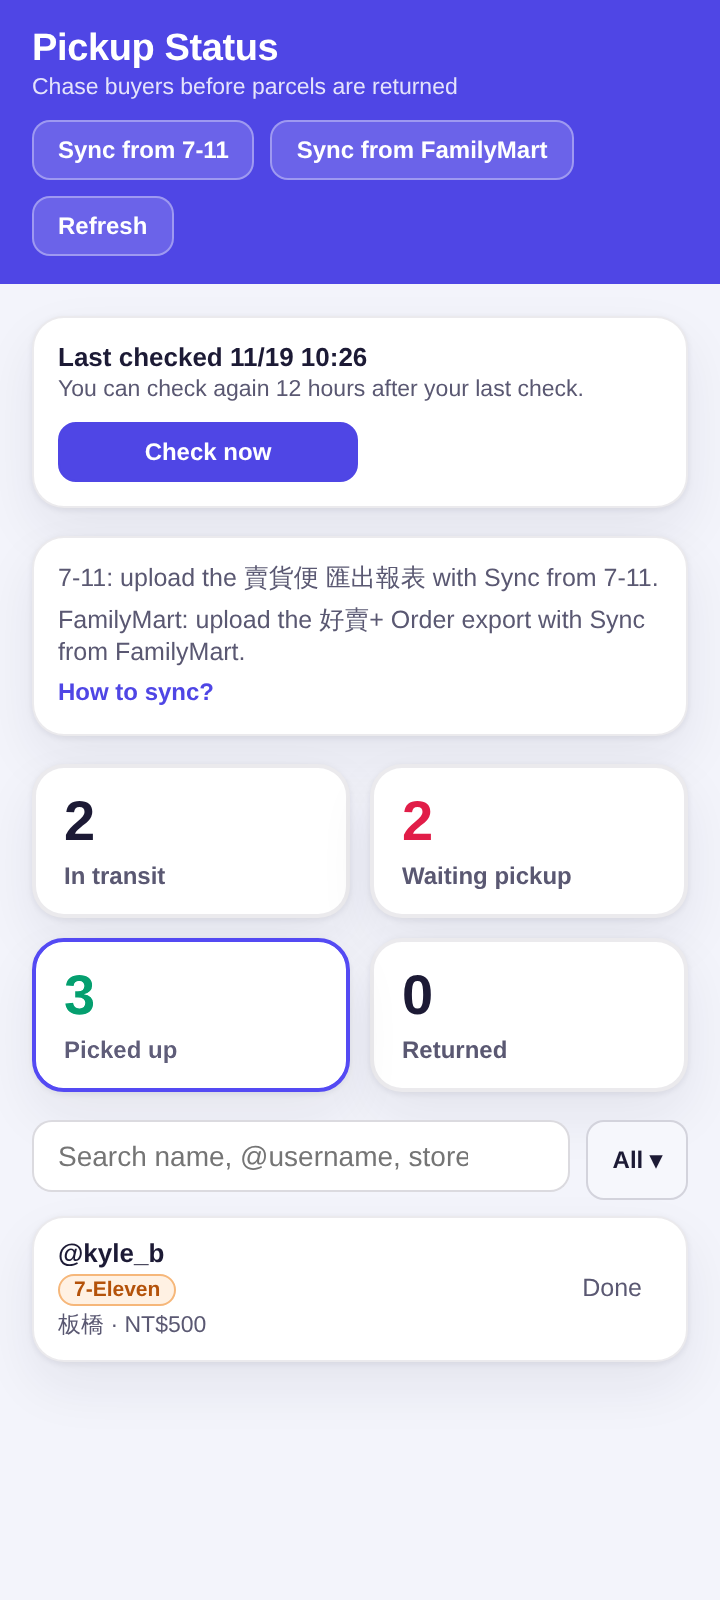 Pickup Status
Chase buyers before parcels are returned
Sync from 7-11
Sync from FamilyMart
Refresh
Last checked 11/19 10:26
You can check again 12 hours after your last check.
Check now
7-11: upload the 賣貨便 匯出報表 with Sync from 7-11.
FamilyMart: upload the 好賣+ Order export with Sync
from FamilyMart.
How to sync?
2
In transit
2
Waiting pickup
3
Picked up
0
Returned
Search name, @username, store
All ▾
@kyle_b
7-Eleven
Done
板橋 · NT$500